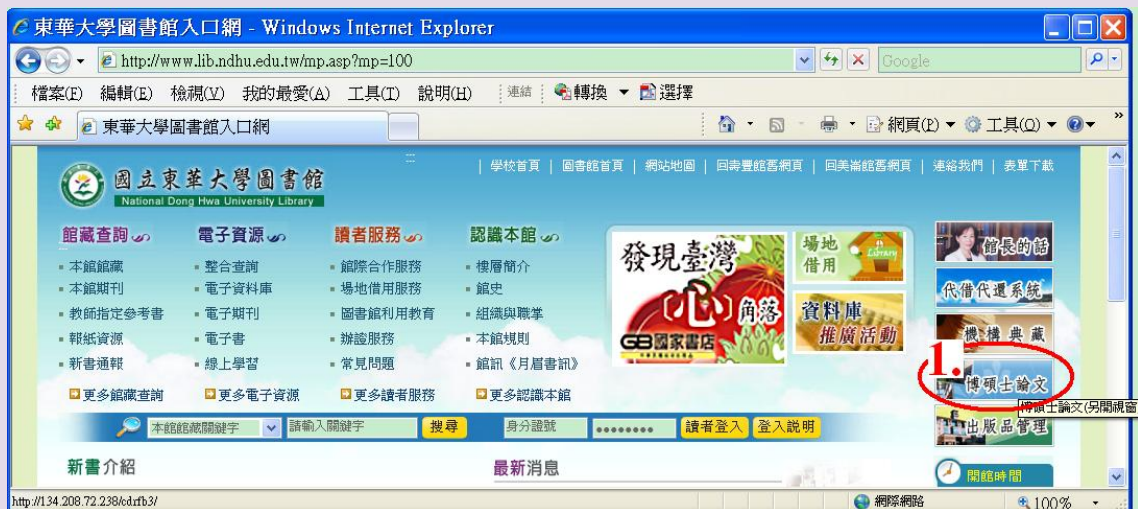 東華大學圖書館入口網 - Windows Internet Explorer
http://www.lib.ndhu.edu.tw/mp.asp?mp=100
Google
檔案(F) 編輯(E) 檢視(V) 我的最愛(A) 工具(T) 說明(H) 連結 轉換 選擇
東華大學圖書館入口網 網頁(P) 工具(O) »
| 學校首頁 | 圖書館首頁 | 網站地圖 | 回壽豐館舊網頁 | 回美崙館舊網頁 | 連絡我們 | 表單下載
國立東華大學圖書館
National Dong Hwa University Library
館藏查詢 電子資源 讀者服務 認識本館
本館館藏 整合查詢 館際合作服務 樓層簡介
本館期刊 電子資料庫 場地借用服務 館史
教師指定參考書 電子期刊 圖書館利用教育 組織與職掌
報紙資源 電子書 辦證服務 本館規則
新書通報 線上學習 常見問題 館訊《月眉書訊》
更多館藏查詢 更多電子資源 更多讀者服務 更多認識本館
發現臺灣
(心)角落
GB國家書店
場地
借用
Library
資料庫
推廣活動
館長的話
代借代還系統
機構典藏
1.
博碩士論文
博碩士論文(另開視窗
出版品管理
本館館藏關鍵字 請輸入關鍵字 搜尋 身分證號 ●●●●●●●● 讀者登入 登入說明
新書介紹 最新消息 開館時間
http://134.208.72.238/cdrfb3/ 網際網路 100%